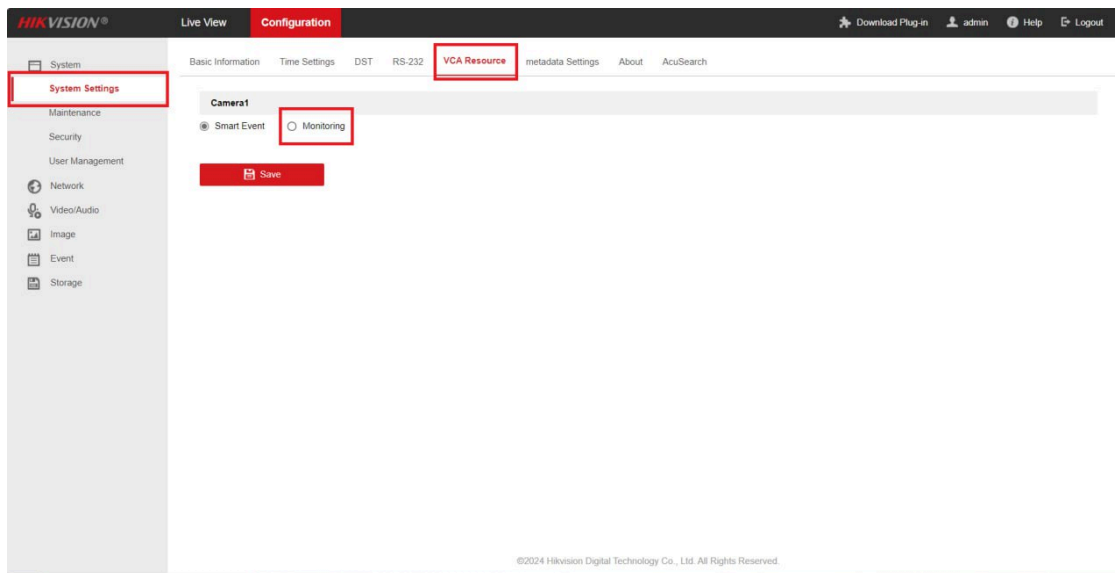 HIKVISION® Live View Configuration Download Plug-in admin Help Logout
System
System Settings
Maintenance
Security
User Management
Network
Video/Audio
Image
Event
Storage
Basic Information Time Settings DST RS-232 VCA Resource metadata Settings About AcuSearch
Camera1
Smart Event Monitoring
Save
©2024 Hikvision Digital Technology Co., Ltd. All Rights Reserved.